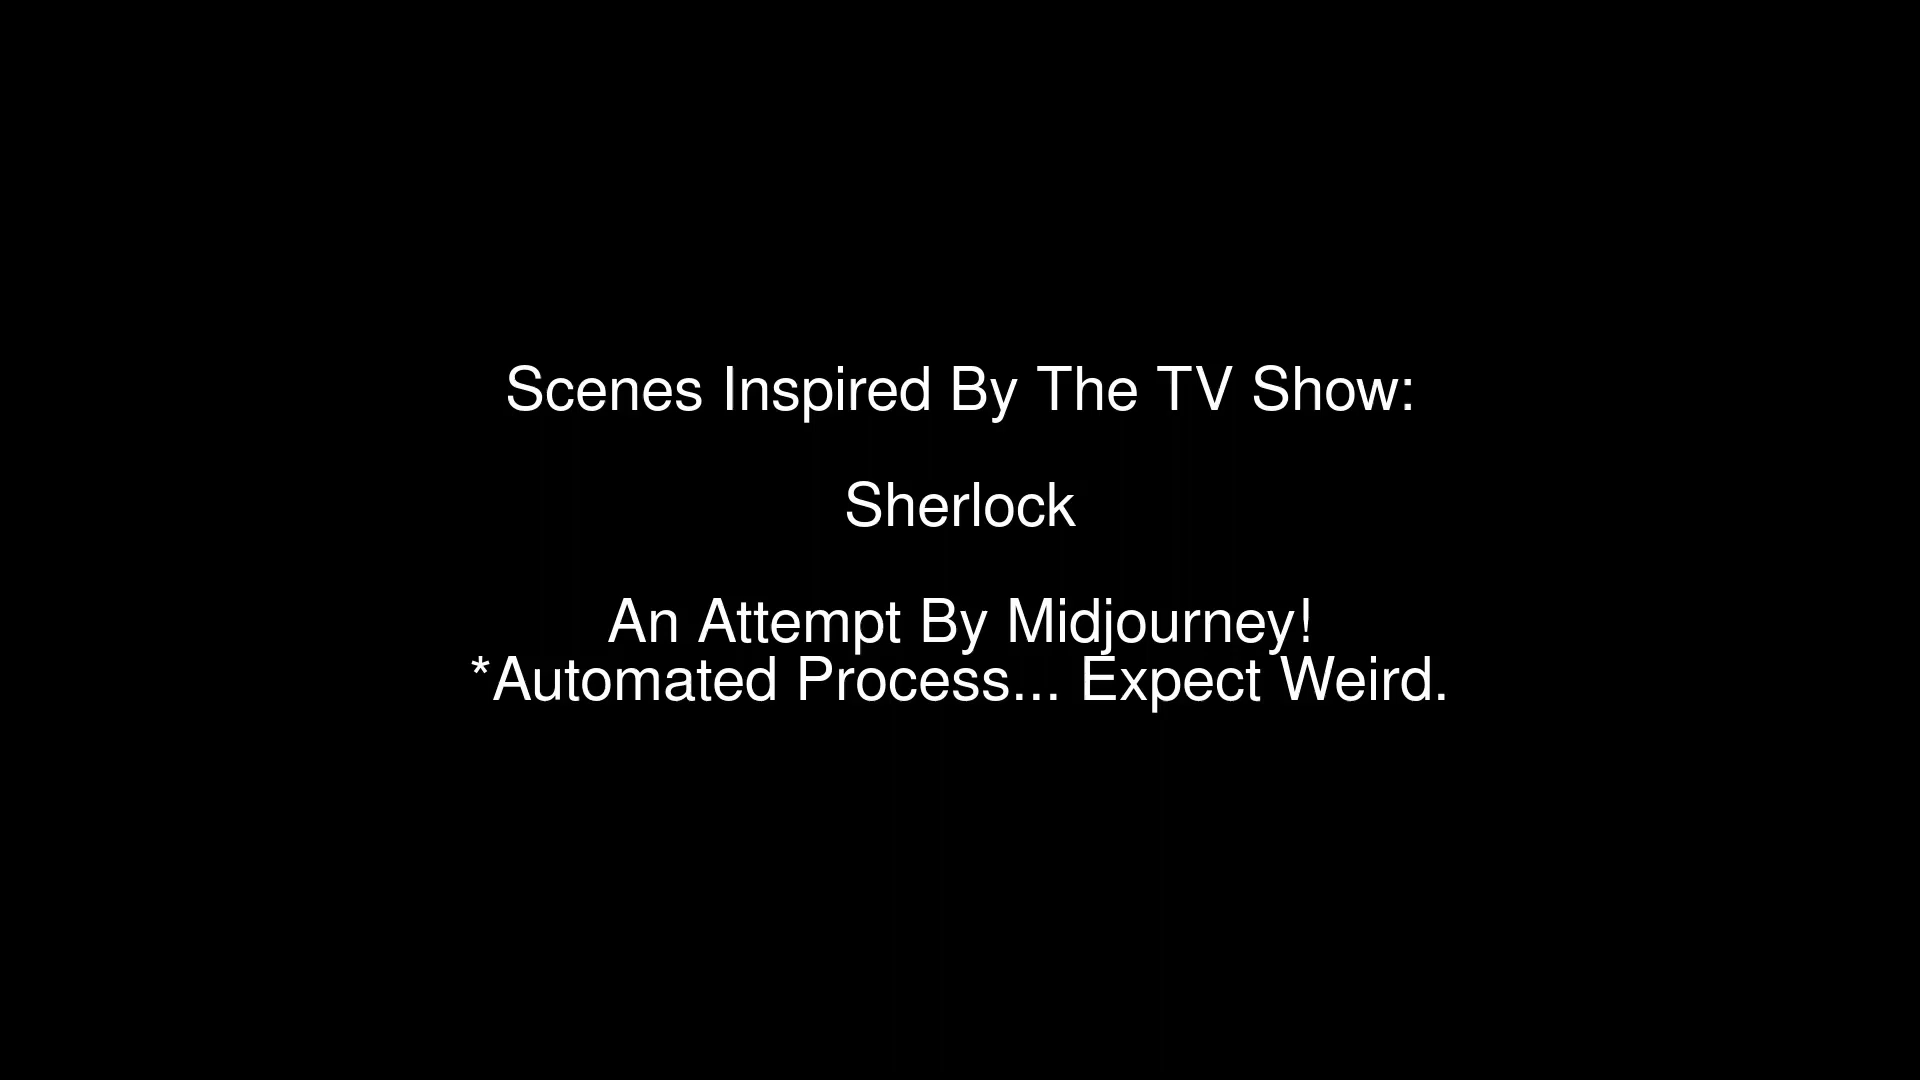 Scenes Inspired By The TV Show:
Sherlock
An Attempt By Midjourney!
*Automated Process... Expect Weird.